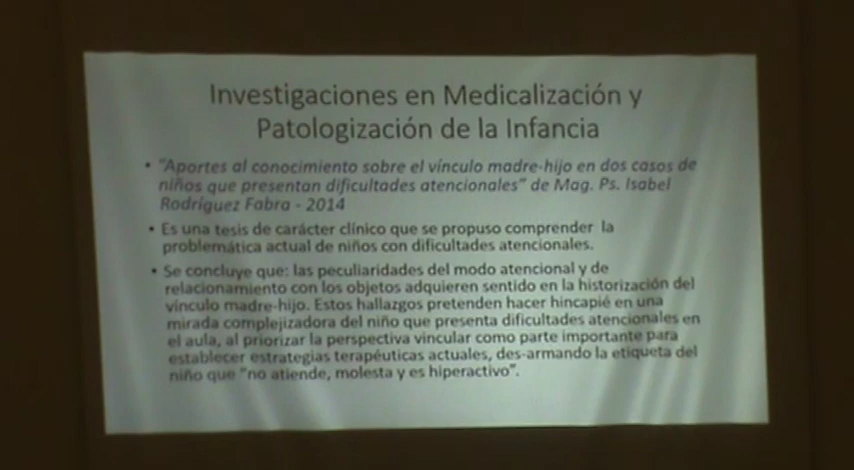 Investigaciones en Medicalización y
Patologización de la Infancia
• "Aportes al conocimiento sobre el vínculo madre-hijo en dos casos de
niños que presentan dificultades atencionales" de Mag. Ps. Isabel
Rodríguez Fabra - 2014
• Es una tesis de carácter clínico que se propuso comprender la
problemática actual de niños con dificultades atencionales.
• Se concluye que: las peculiaridades del modo atencional y de
relacionamiento con los objetos adquieren sentido en la historización del
vínculo madre-hijo. Estos hallazgos pretenden hacer hincapié en una
mirada complejizadora del niño que presenta dificultades atencionales en
el aula, al priorizar la perspectiva vincular como parte importante para
establecer estrategias terapéuticas actuales, des-armando la etiqueta del
niño que "no atiende, molesta y es hiperactivo".